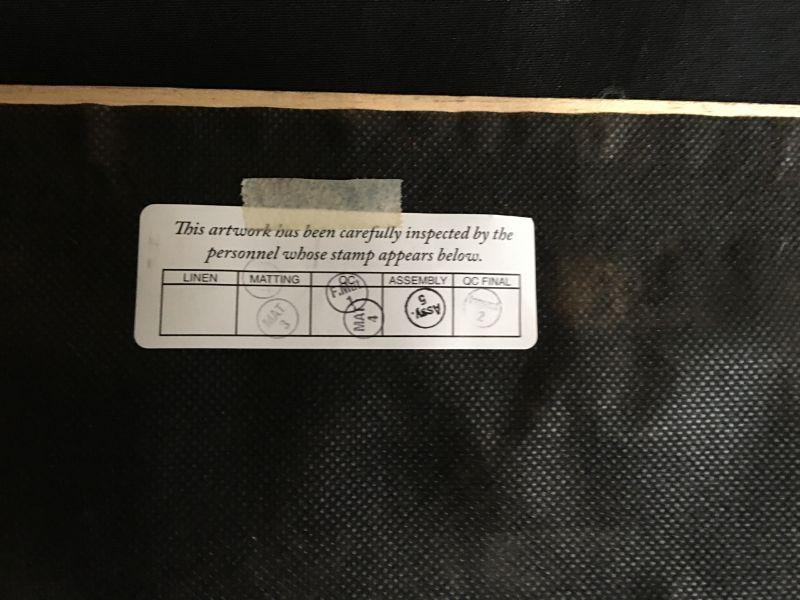 This artwork has been carefully inspected by the
personnel whose stamp appears below.
LINEN MATTING QC ASSEMBLY QC FINAL
MAT 3
1
MAT 4
Assy. 5
2